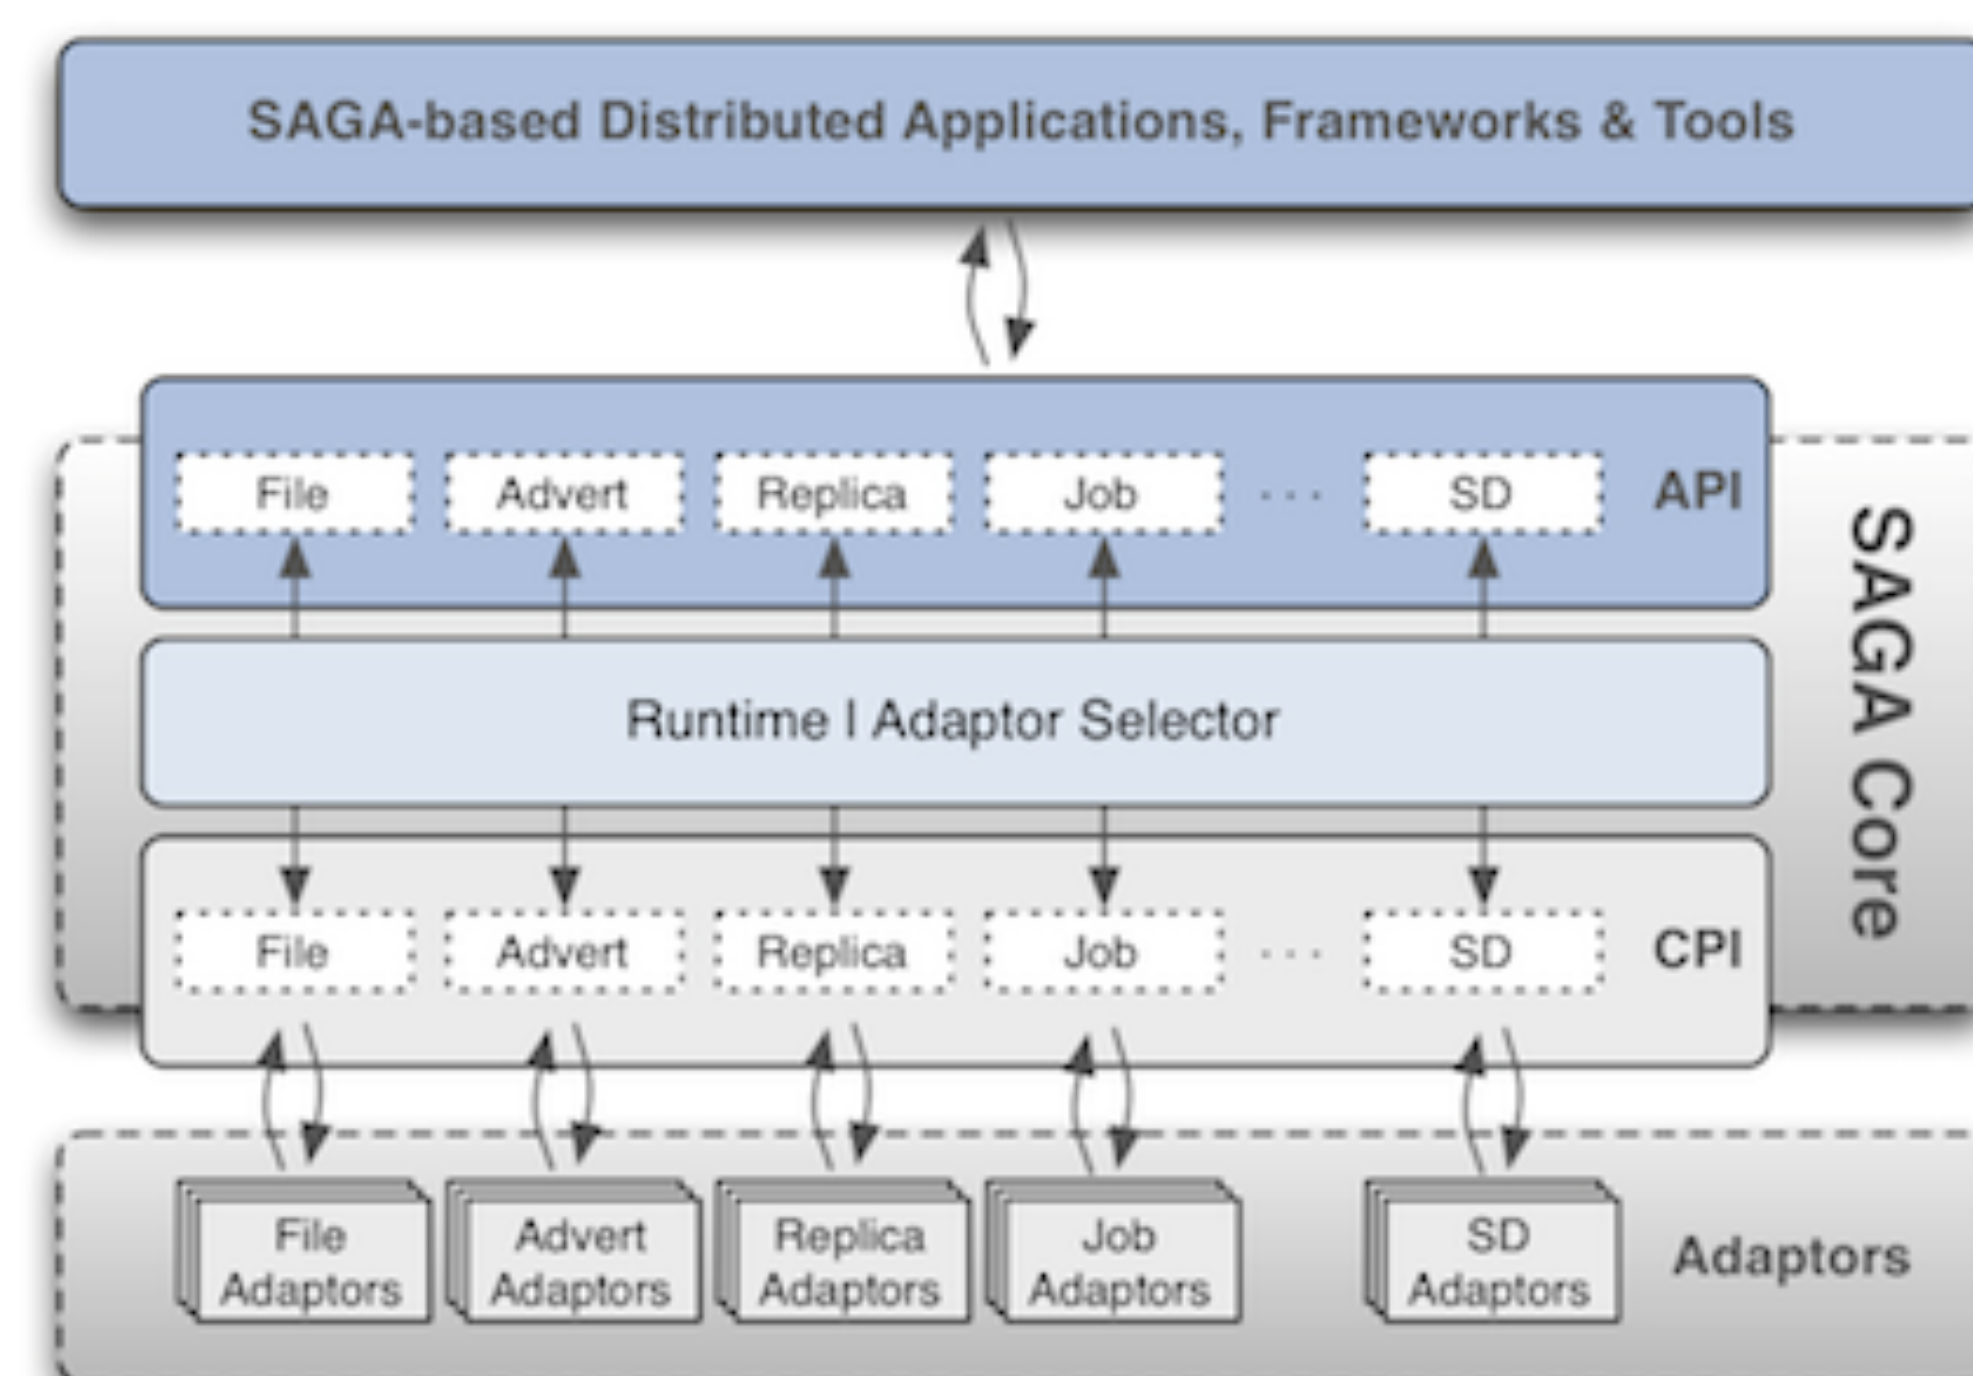 SAGA-based Distributed Applications, Frameworks & Tools
File Advert Replica Job ... SD API
Runtime | Adaptor Selector
File Advert Replica Job ... SD CPI
SAGA Core
File Adaptors
Advert Adaptors
Replica Adaptors
Job Adaptors
SD Adaptors
Adaptors